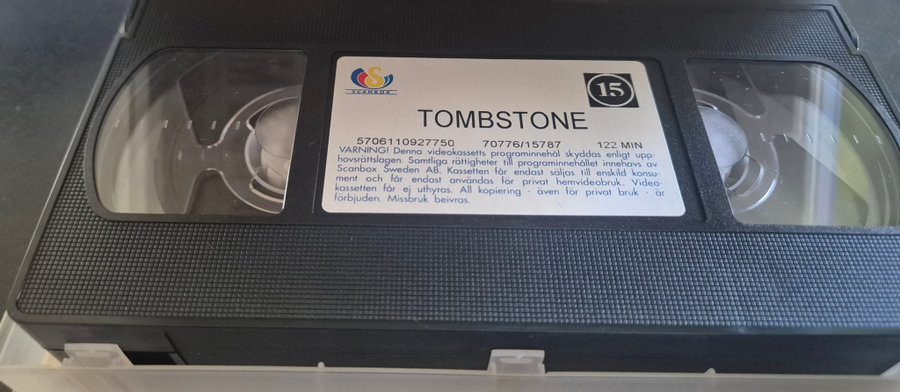 S
SCANBOX
15
TOMBSTONE
5706110927750 70776/15787 122 MIN
VARNING! Denna videokassetts programinnehål skyddas enligt upp-
hovsrättslagen. Samtliga rättigheter till programinnehållet innehavs av
Scanbox Sweden AB. Kassetten får endast säljas till enskild konsu-
ment och får endast användas för privat hemvideobruk. Video-
kassetten får ej uthyras. All kopiering - även för privat bruk - är
förbjuden. Missbruk beivras.